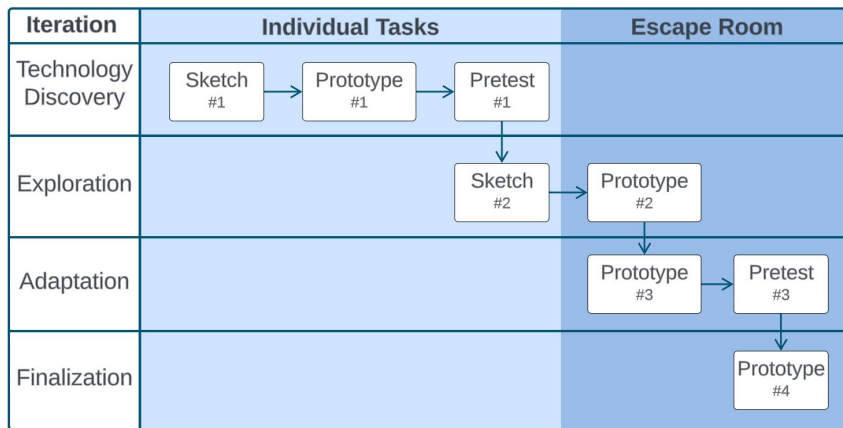 Iteration
Individual Tasks
Escape Room
Technology
Discovery
Sketch
#1
Prototype
#1
Pretest
#1
Exploration
Sketch
#2
Prototype
#2
Adaptation
Prototype
#3
Pretest
#3
Finalization
Prototype
#4